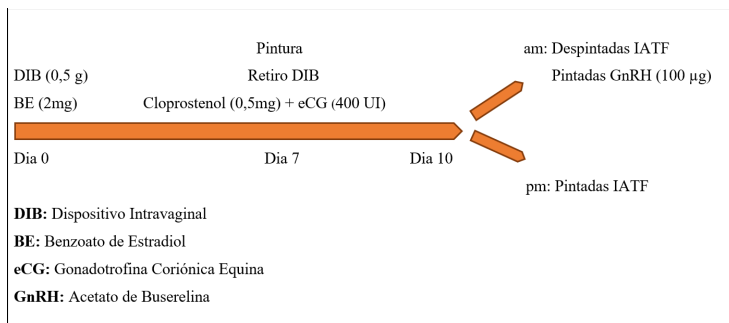 Pintura
am: Despintadas IATF
DIB (0,5 g)
Retiro DIB
Pintadas GnRH (100 µg)
BE (2mg)
Cloprostenol (0,5mg) + eCG (400 UI)
Dia 0
Dia 7
Dia 10
pm: Pintadas IATF
DIB: Dispositivo Intravaginal
BE: Benzoato de Estradiol
eCG: Gonadotrofina Coriónica Equina
GnRH: Acetato de Buserelina